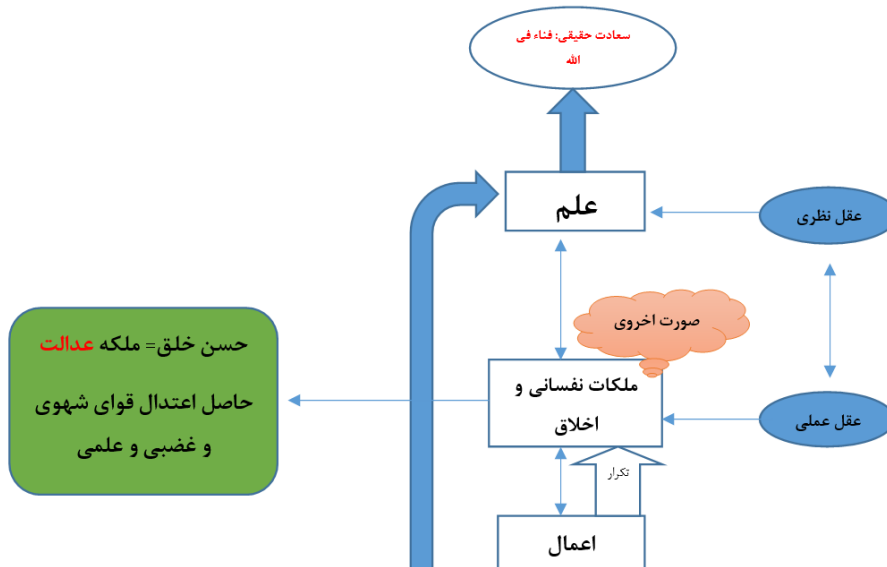 سعادت حقیقی: فناء فی
الله
علم
عقل نظری
صورت اخروی
حسن خلق= ملکه عدالت
حاصل اعتدال قوای شهوی
و غضبی و علمی
ملکات نفسانی و
اخلاق
عقل عملی
تکرار
اعمال